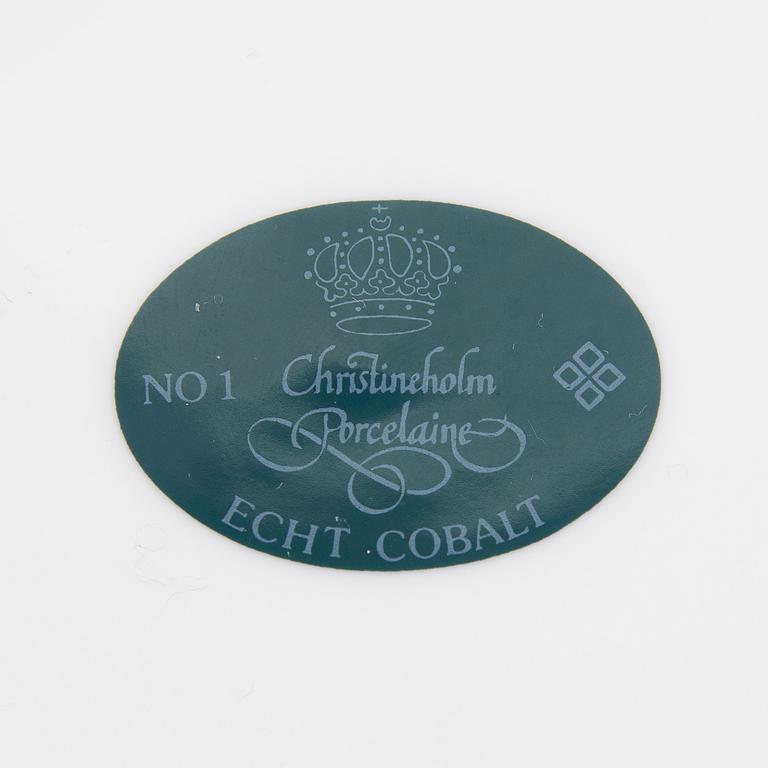 NO 1
Christineholm
Porcelaine
ECHT COBALT